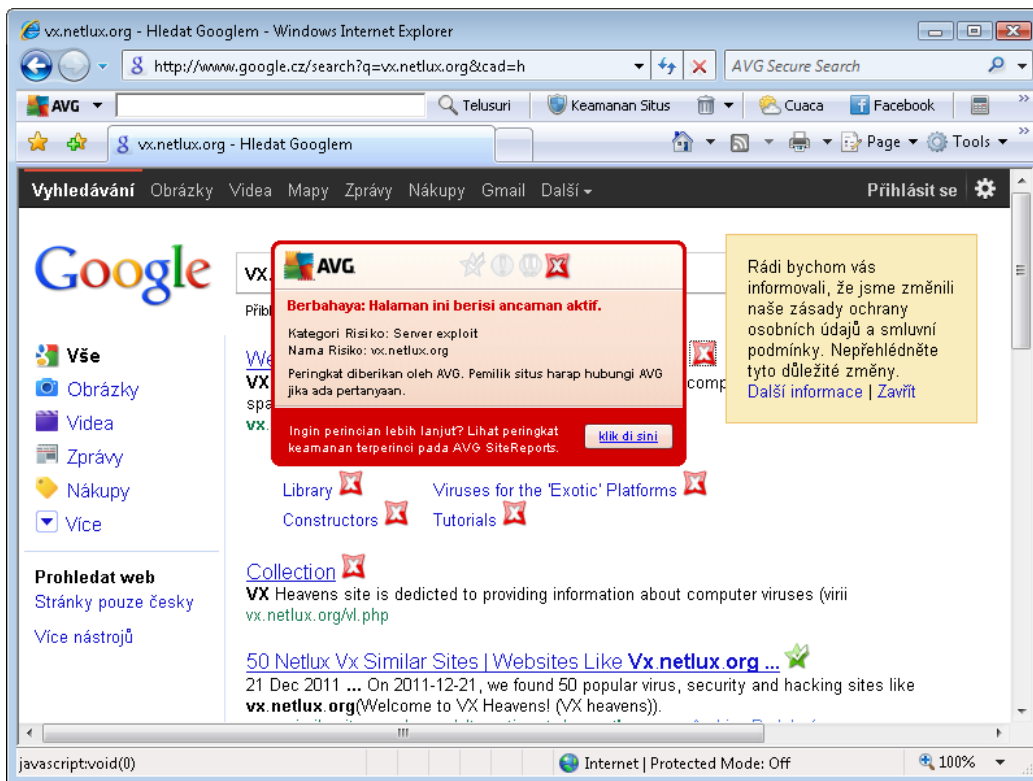 vx.netlux.org - Hledat Googlem - Windows Internet Explorer
http://www.google.cz/search?q=vx.netlux.org&cad=h
AVG Secure Search
AVG
Telusuri
Keamanan Situs
Cuaca
Facebook
vx.netlux.org - Hledat Googlem
Page
Tools
Vyhledávání Obrázky Videa Mapy Zprávy Nákupy Gmail Další
Přihlásit se
Google
vx.
Přibl
AVG
Berbahaya: Halaman ini berisi ancaman aktif.
Kategori Risiko: Server exploit
Nama Risiko: vx.netlux.org
Peringkat diberikan oleh AVG. Pemilik situs harap hubungi AVG
jika ada pertanyaan.
Ingin perincian lebih lanjut? Lihat peringkat
keamanan terperinci pada AVG SiteReports.
klik di sini
Rádi bychom vás
informovali, že jsme změnili
naše zásady ochrany
osobních údajů a smluvní
podmínky. Nepřehlédněte
tyto důležité změny.
Další informace | Zavřít
Vše
Obrázky
Videa
Zprávy
Nákupy
Více
Prohledat web
Stránky pouze česky
Více nástrojů
We
VX
comp
spa
vx.
Library
Viruses for the 'Exotic' Platforms
Constructors
Tutorials
Collection
VX Heavens site is dedicted to providing information about computer viruses (virii
vx.netlux.org/vl.php
50 Netlux Vx Similar Sites | Websites Like Vx.netlux.org ...
21 Dec 2011 ... On 2011-12-21, we found 50 popular virus, security and hacking sites like
vx.netlux.org(Welcome to VX Heavens! (VX heavens)).
javascript:void(0)
Internet | Protected Mode: Off
100%